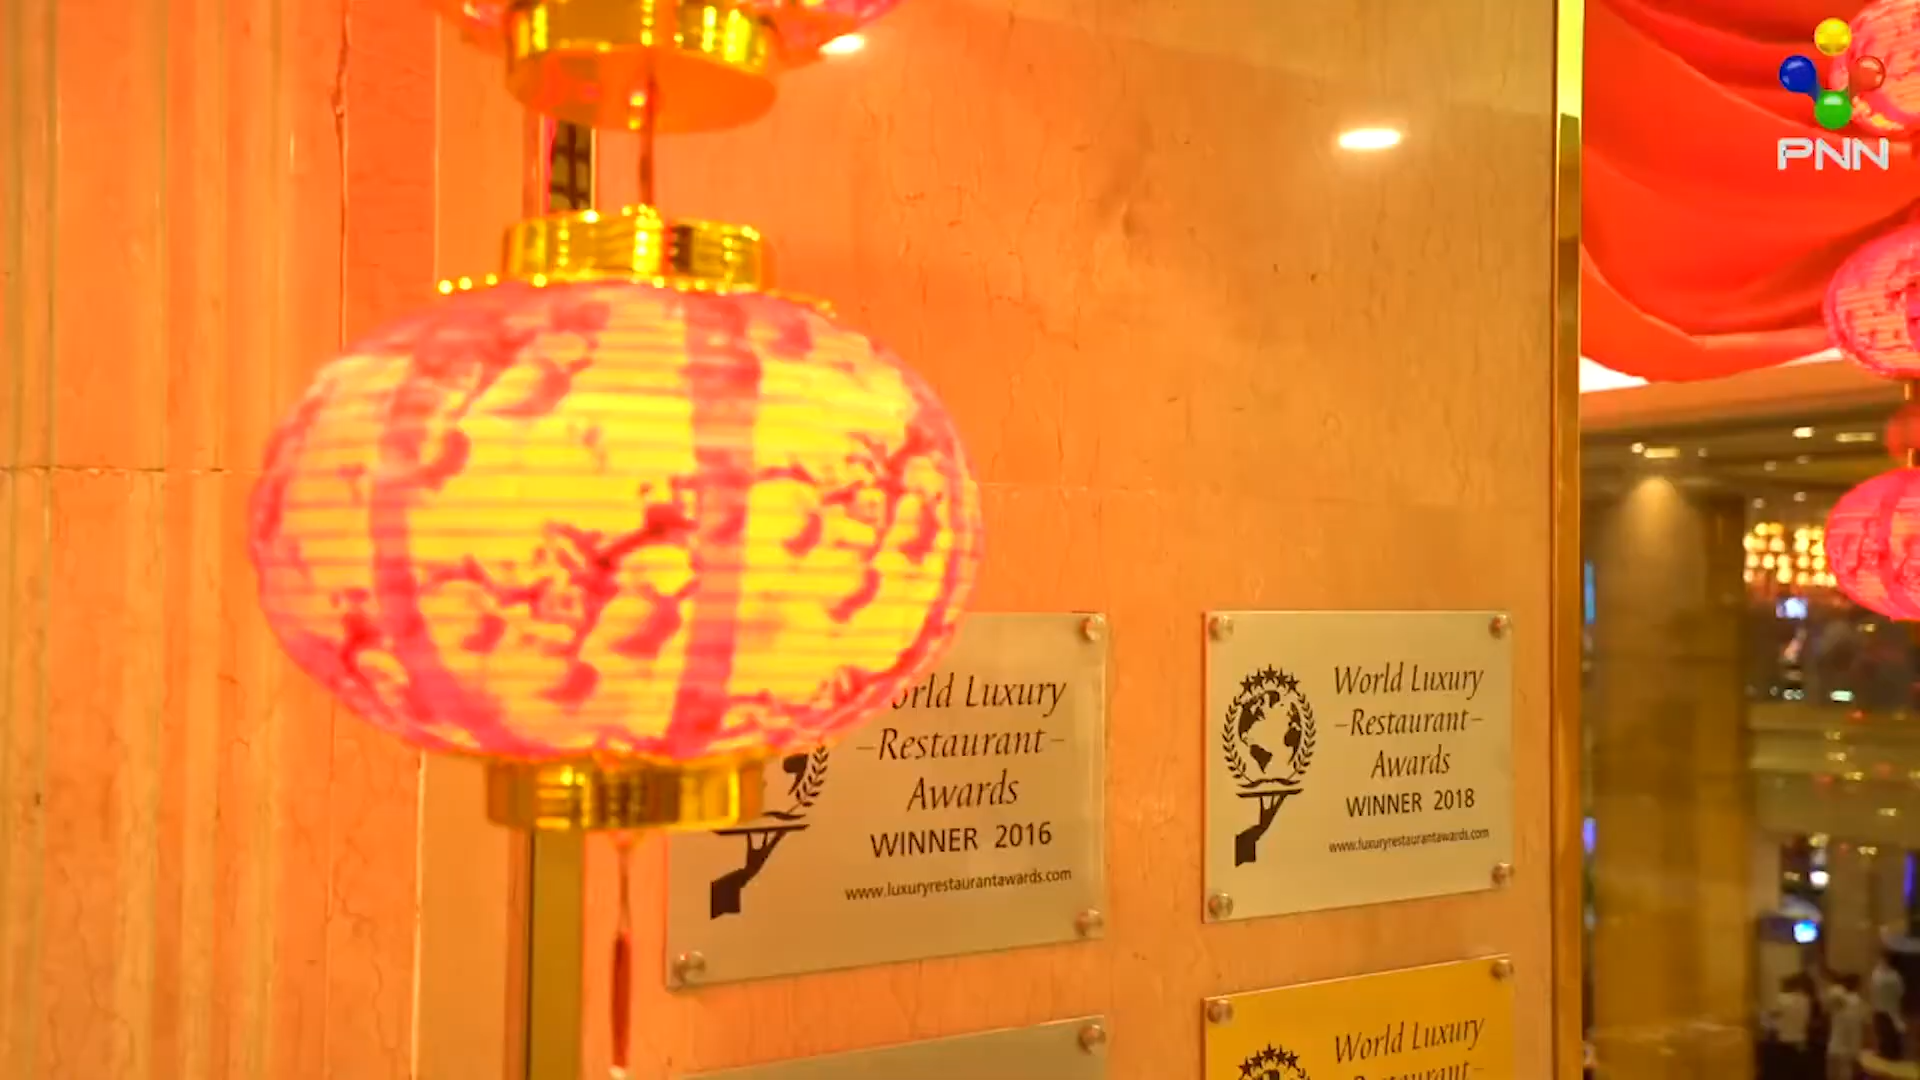 PNN
orld Luxury
–Restaurant–
Awards
WINNER 2016
www.luxuryrestaurantawards.com
World Luxury
–Restaurant–
Awards
WINNER 2018
www.luxuryrestaurantawards.com
World Luxury
Restaurant–